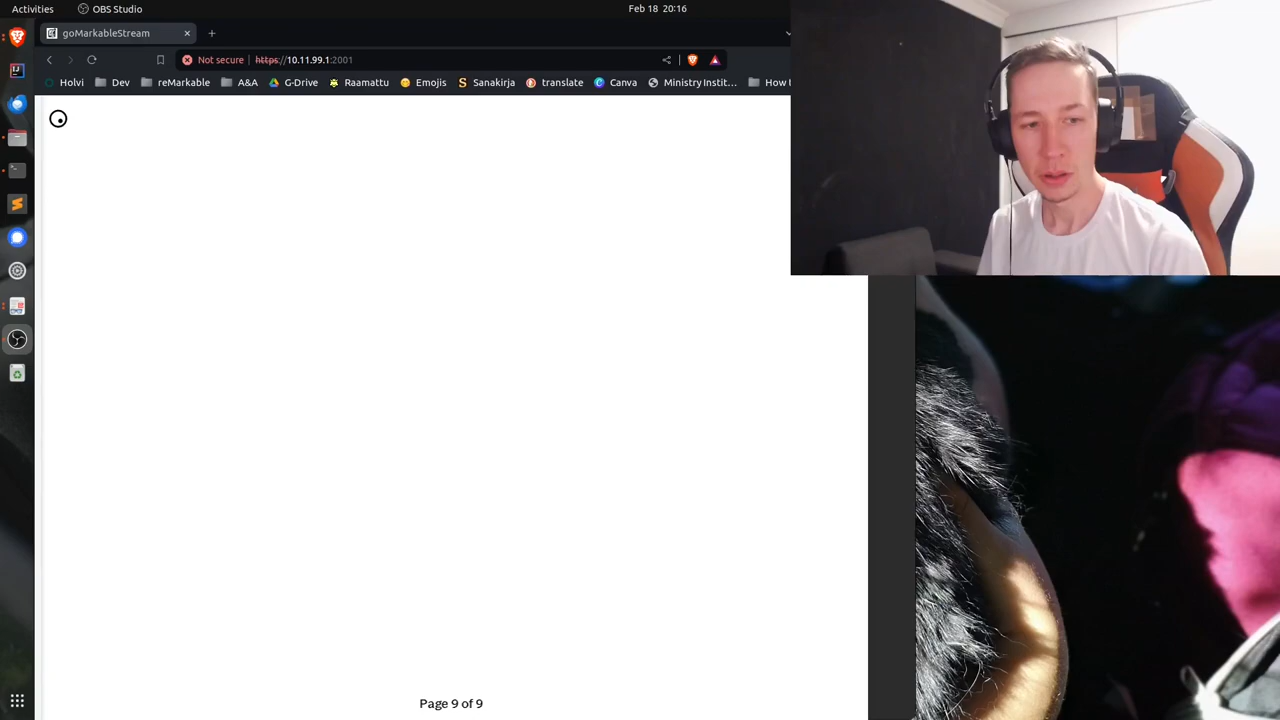 Activities OBS Studio Feb 18 20:16
goMarkableStream
Not secure https://10.11.99.1:2001
Holvi Dev reMarkable A&A G-Drive Raamattu Emojis Sanakirja translate Canva Ministry Instit... How t
Page 9 of 9